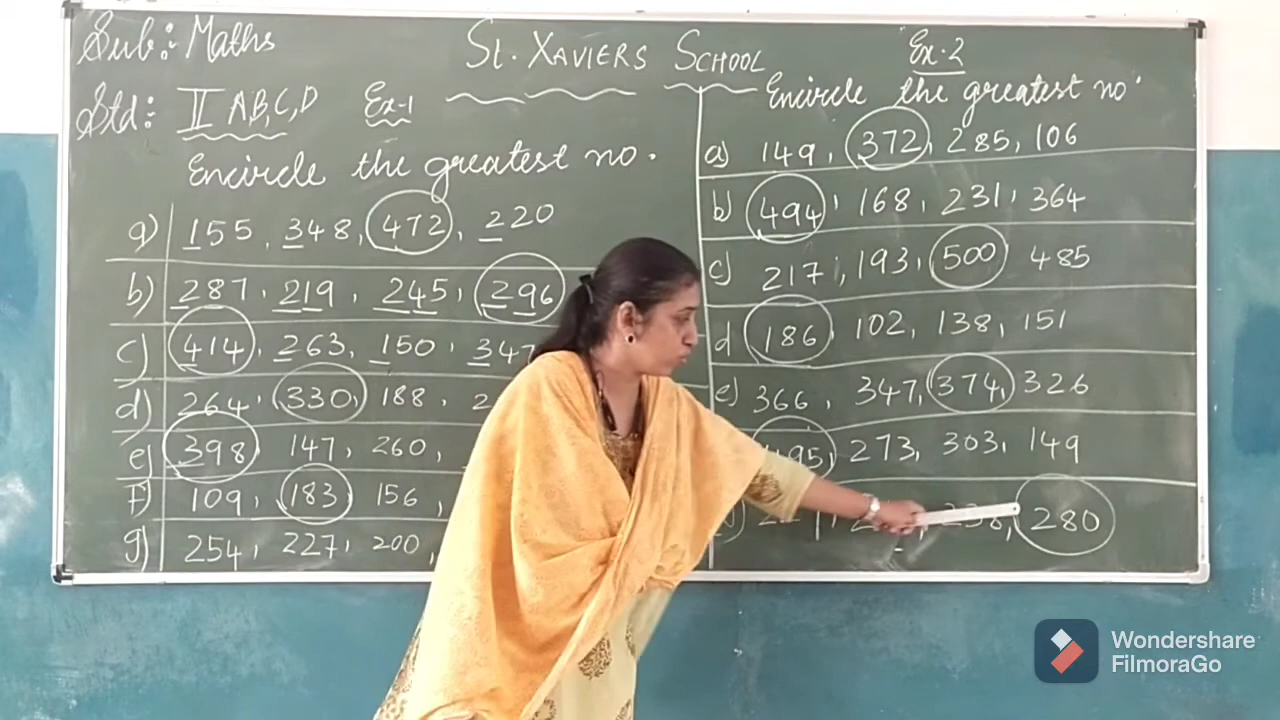 Sub:- Maths
St. XAVIERS SCHOOL
Std:- II A,B,C,D
Ex-1
Encircle the greatest no.
a) 155, 348, 472, 220
b) 287, 219, 245, 296
c) 414, 263, 150, 347
d) 264, 330, 188,
e) 398, 147, 260,
f) 109, 183, 156,
g) 254, 227, 200,
Ex-2
Encircle the greatest no.
a) 149, 372, 285, 106
b) 494, 168, 231, 364
c) 217, 193, 500, 485
d 186, 102, 138, 151
e) 366, 347, 374, 326
495, 273, 303, 149
238, 280
Wondershare
FilmoraGo